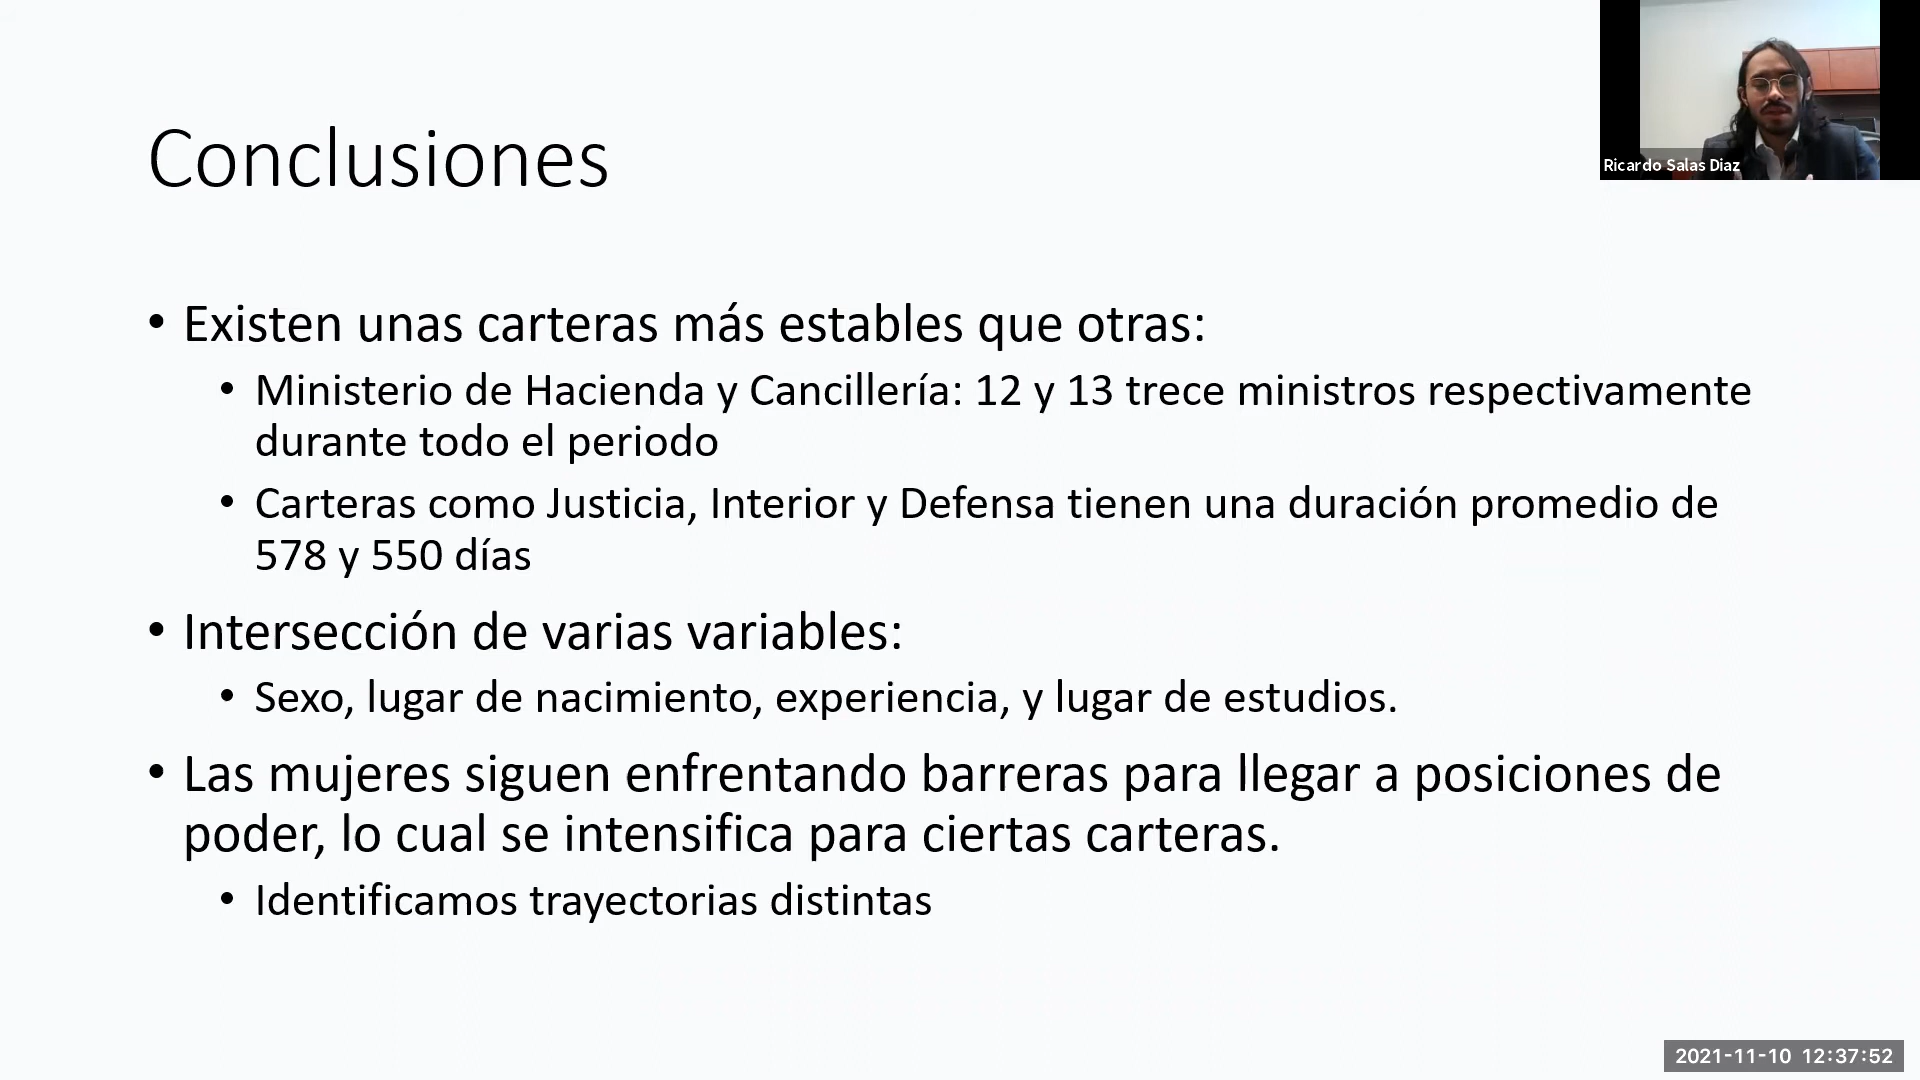 Conclusiones
Ricardo Salas Diaz
• Existen unas carteras más estables que otras:
• Ministerio de Hacienda y Cancillería: 12 y 13 trece ministros respectivamente
durante todo el periodo
• Carteras como Justicia, Interior y Defensa tienen una duración promedio de
578 y 550 días
• Intersección de varias variables:
• Sexo, lugar de nacimiento, experiencia, y lugar de estudios.
• Las mujeres siguen enfrentando barreras para llegar a posiciones de
poder, lo cual se intensifica para ciertas carteras.
• Identificamos trayectorias distintas
2021-11-10 12:37:52